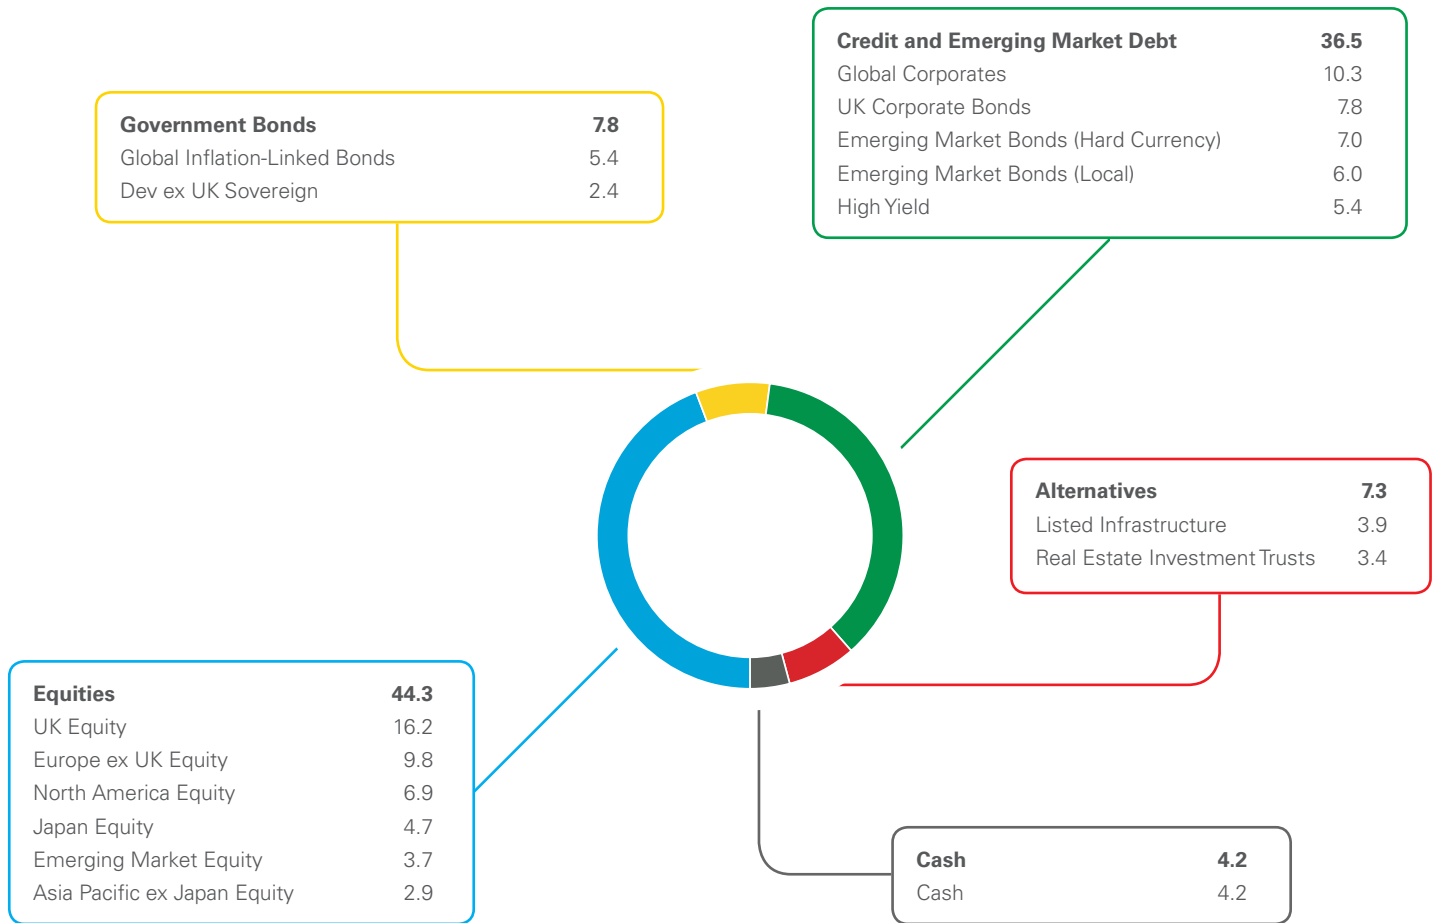 Credit and Emerging Market Debt 36.5
Global Corporates 10.3
UK Corporate Bonds 7.8
Emerging Market Bonds (Hard Currency) 7.0
Emerging Market Bonds (Local) 6.0
High Yield 5.4
Government Bonds 7.8
Global Inflation-Linked Bonds 5.4
Dev ex UK Sovereign 2.4
Alternatives 7.3
Listed Infrastructure 3.9
Real Estate Investment Trusts 3.4
Equities 44.3
UK Equity 16.2
Europe ex UK Equity 9.8
North America Equity 6.9
Japan Equity 4.7
Emerging Market Equity 3.7
Asia Pacific ex Japan Equity 2.9
Cash 4.2
Cash 4.2